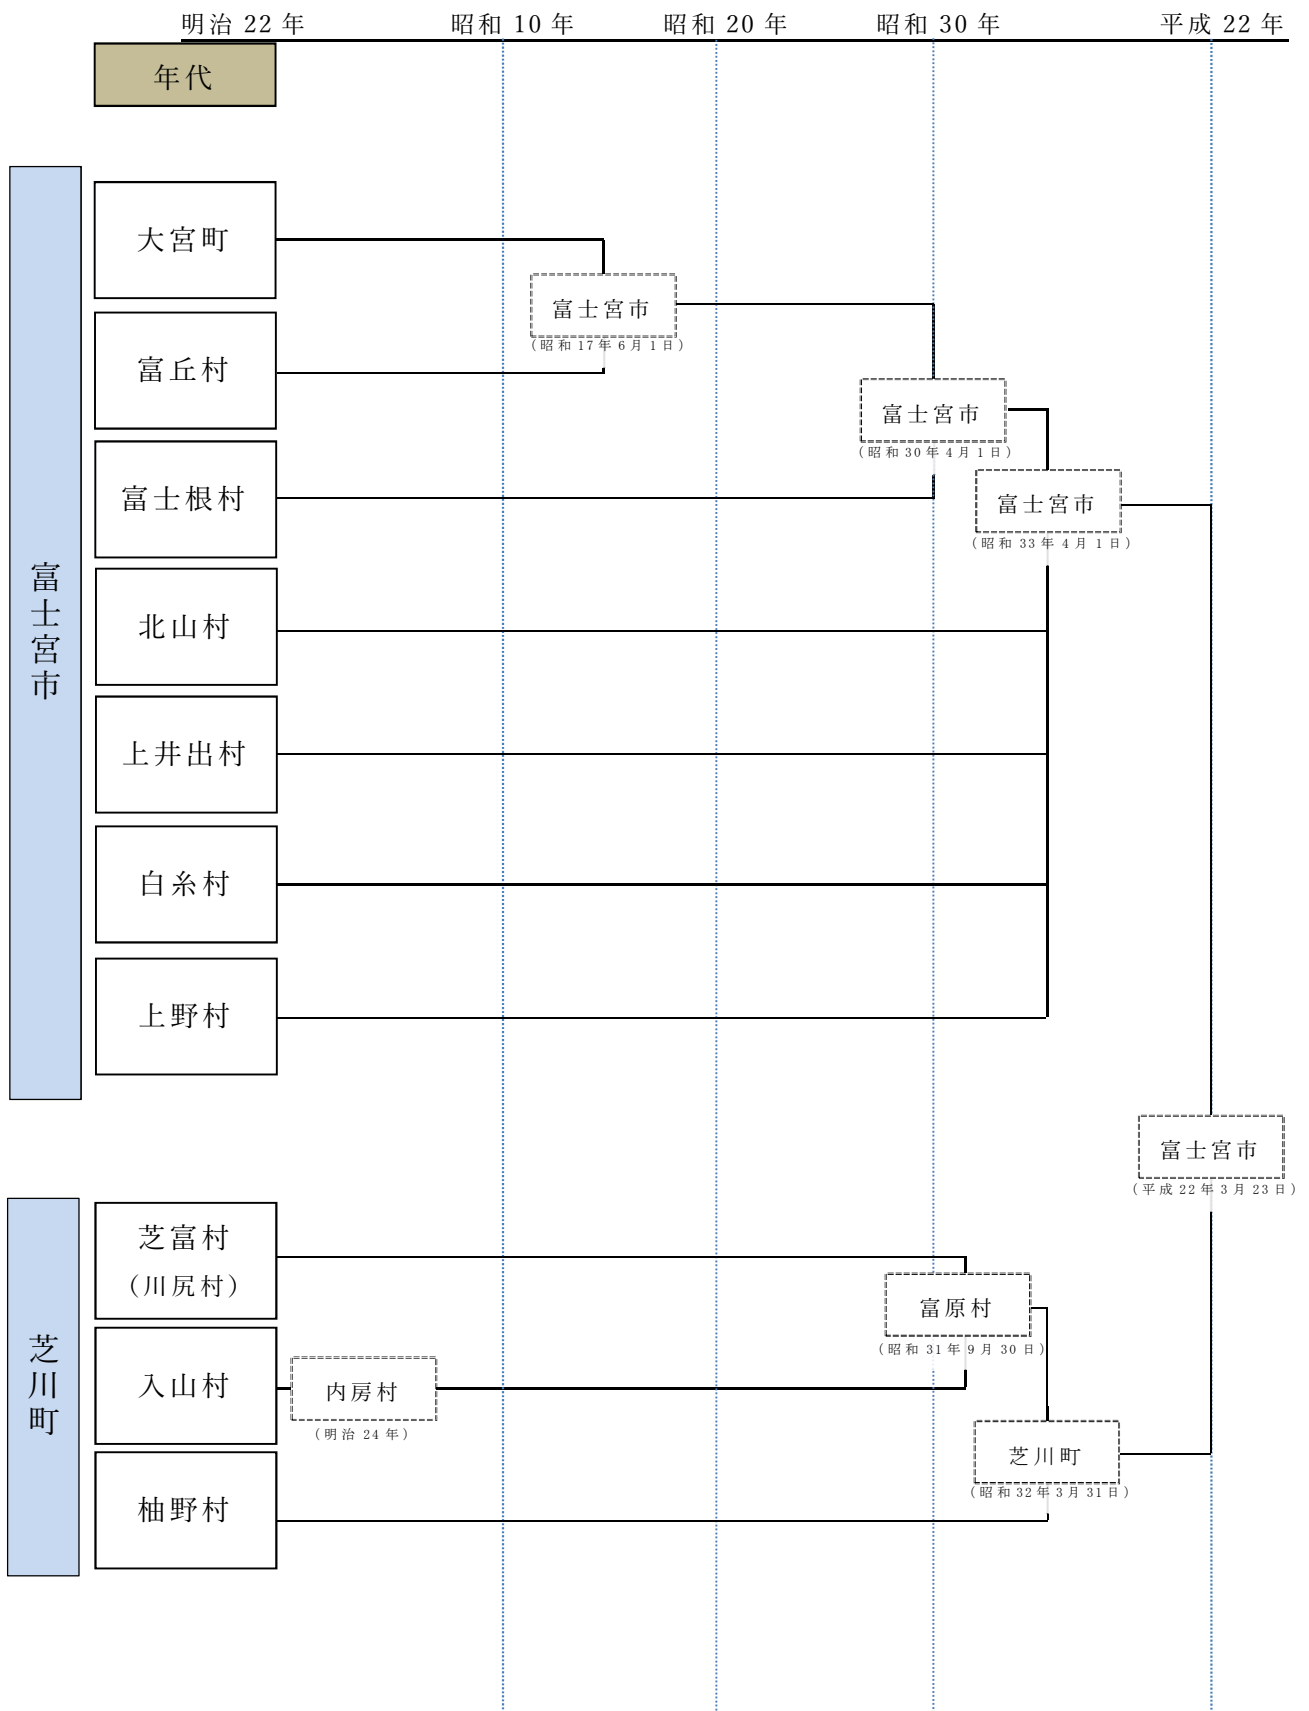 明治 22 年 昭和 10 年 昭和 20 年 昭和 30 年 平成 22 年
年代
富士宮市
大宮町
富士宮市
(昭和 17 年 6 月 1 日)
富丘村
富士宮市
(昭和 30 年 4 月 1 日)
富士根村
富士宮市
(昭和 33 年 4 月 1 日)
北山村
上井出村
白糸村
上野村
富士宮市
(平成 22 年 3 月 23 日)
芝川町
芝富村
(川尻村)
富原村
(昭和 31 年 9 月 30 日)
入山村
内房村
(明治 24 年)
芝川町
(昭和 32 年 3 月 31 日)
柚野村